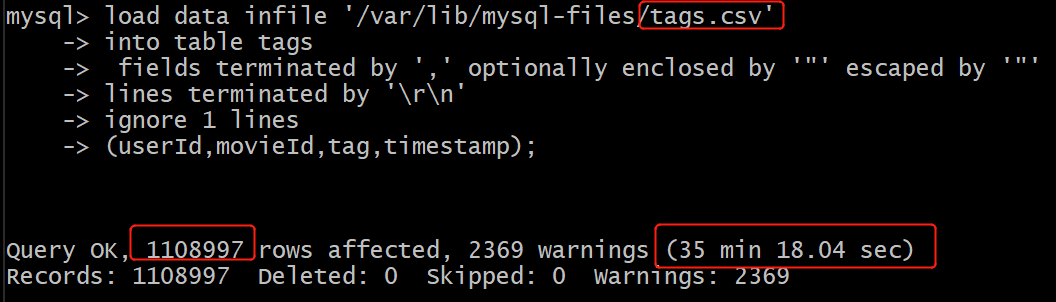 mysql> load data infile '/var/lib/mysql-files/tags.csv'
-> into table tags
-> fields terminated by ',' optionally enclosed by '"' escaped by '"'
-> lines terminated by '\r\n'
-> ignore 1 lines
-> (userId,movieId,tag,timestamp);
Query OK, 1108997 rows affected, 2369 warnings (35 min 18.04 sec)
Records: 1108997  Deleted: 0  Skipped: 0  Warnings: 2369